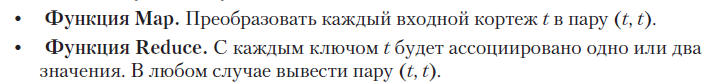 • Функция Map. Преобразовать каждый входной кортеж t в пару (t, t).
• Функция Reduce. С каждым ключом t будет ассоциировано одно или два
значения. В любом случае вывести пару (t, t).